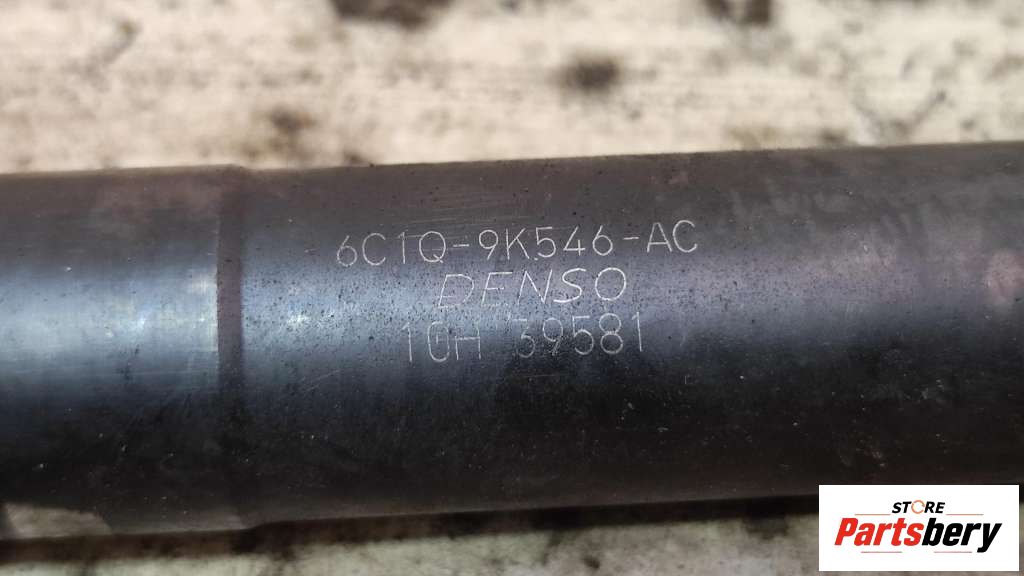 6C1Q-9K546-AC
DENSO
10H 39581
STORE
Partsbery